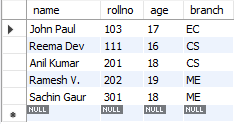 name rollno age branch
John Paul 103 17 EC
Reema Dev 111 16 CS
Anil Kumar 201 18 CS
Ramesh V. 202 19 ME
Sachin Gaur 301 18 ME
NULL NULL NULL NULL